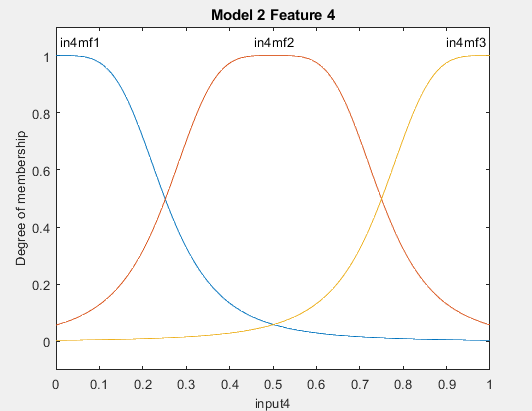 Model 2 Feature 4
in4mf1 in4mf2 in4mf3
1
0.8
0.6
0.4
0.2
0
Degree of membership
0 0.1 0.2 0.3 0.4 0.5 0.6 0.7 0.8 0.9 1
input4